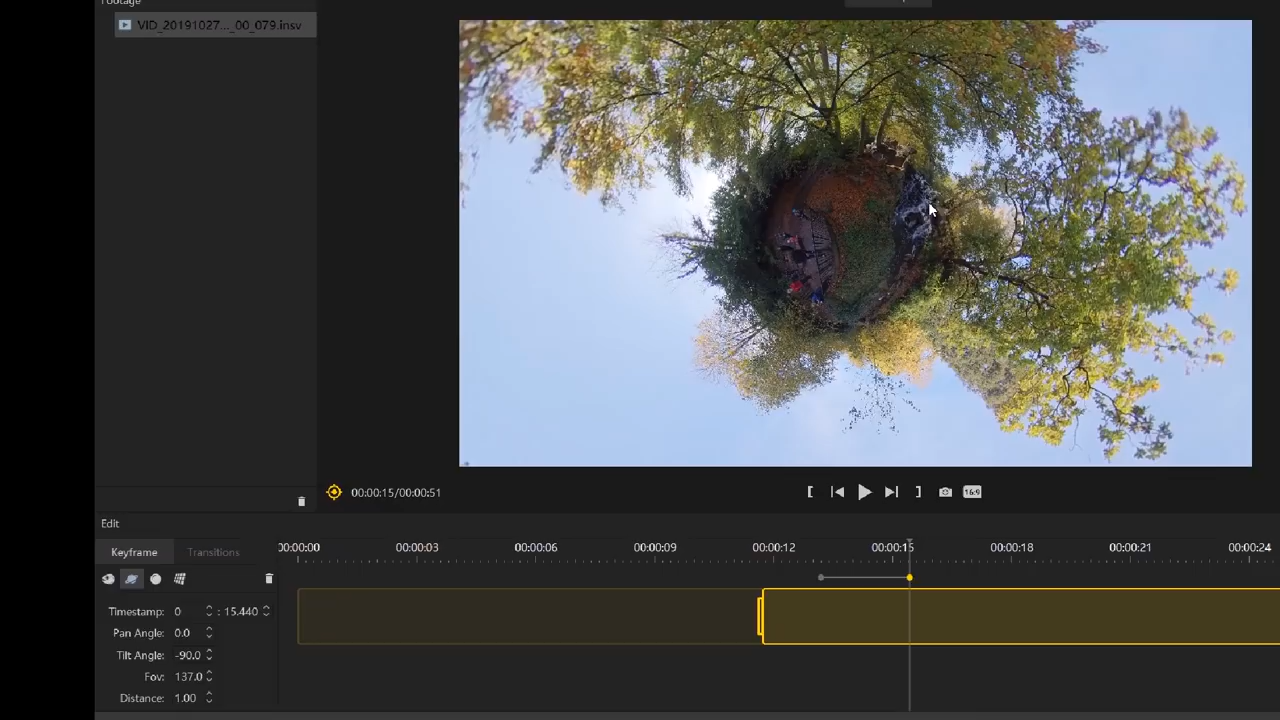 Footage
VID_20191027..._00_079.insv
00:00:15/00:00:51
[
]
16:9
Edit
Keyframe
Transitions
00:00:00
00:00:03
00:00:06
00:00:09
00:00:12
00:00:15
00:00:18
00:00:21
00:00:24
Timestamp: 0 : 15.440
Pan Angle: 0.0
Tilt Angle: -90.0
Fov: 137.0
Distance: 1.00